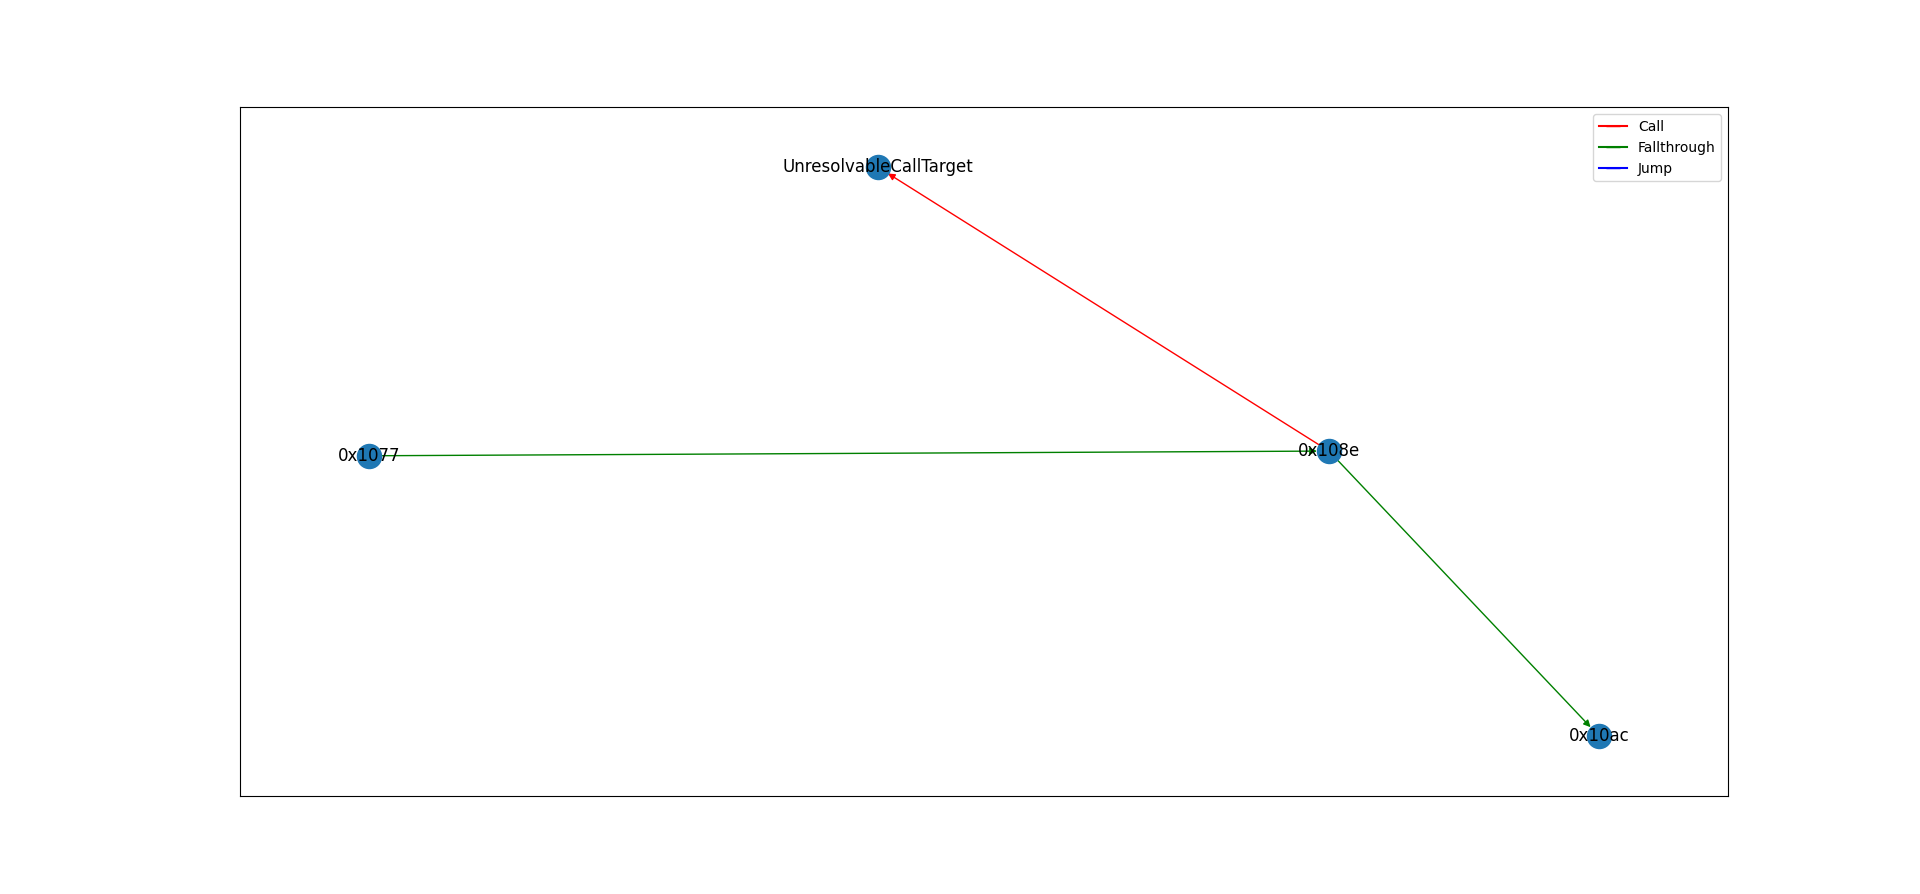 Call
Fallthrough
Jump
UnresolvableCallTarget
0x1077
0x108e
0x10ac